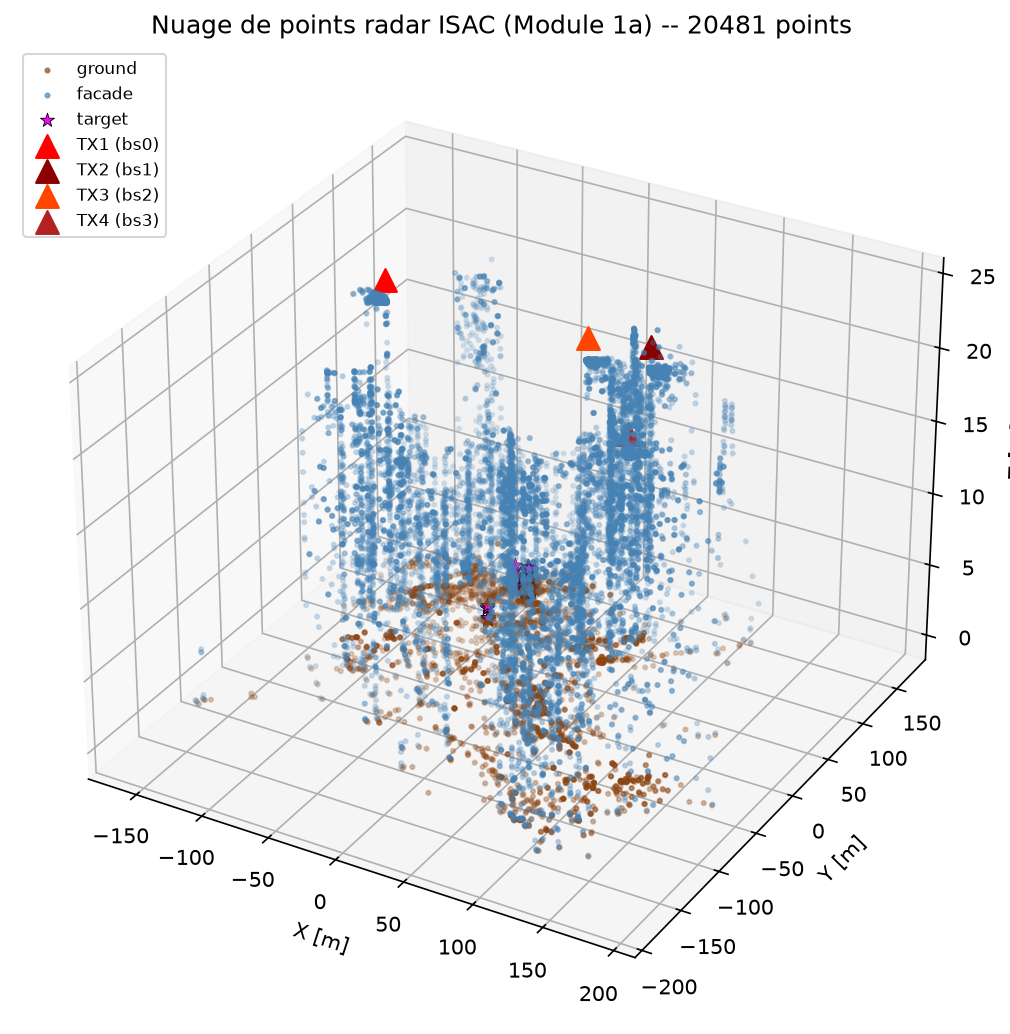 Nuage de points radar ISAC (Module 1a) -- 20481 points
ground
facade
target
TX1 (bs0)
TX2 (bs1)
TX3 (bs2)
TX4 (bs3)
25
20
15
10
5
0
150
100
50
0
−50
−100
−150
−200
Y [m]
−150
−100
−50
0
50
100
150
200
X [m]